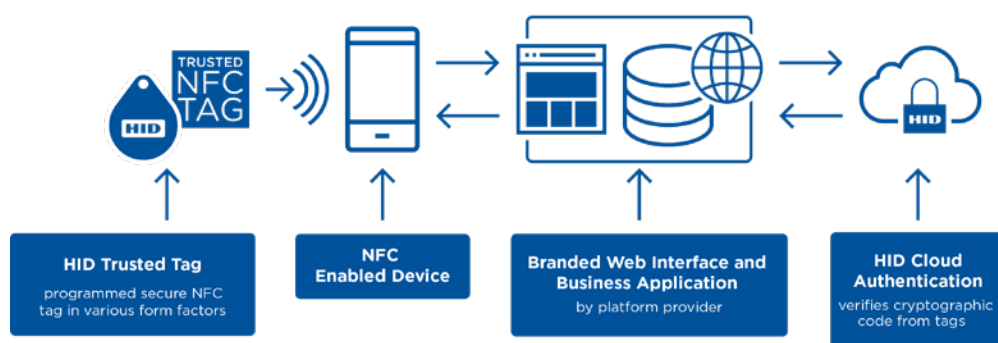 TRUSTED
NFC
TAG
HID
HID
HID Trusted Tag
programmed secure NFC
tag in various form factors
NFC
Enabled Device
Branded Web Interface and
Business Application
by platform provider
HID Cloud
Authentication
verifies cryptographic
code from tags